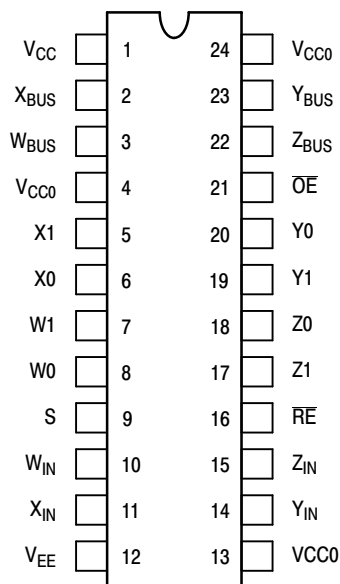 VCC 1 24 VCC0
XBUS 2 23 YBUS
WBUS 3 22 ZBUS
VCC0 4 21 O̅E̅
X1 5 20 Y0
X0 6 19 Y1
W1 7 18 Z0
W0 8 17 Z1
S 9 16 R̅E̅
WIN 10 15 ZIN
XIN 11 14 YIN
VEE 12 13 VCC0